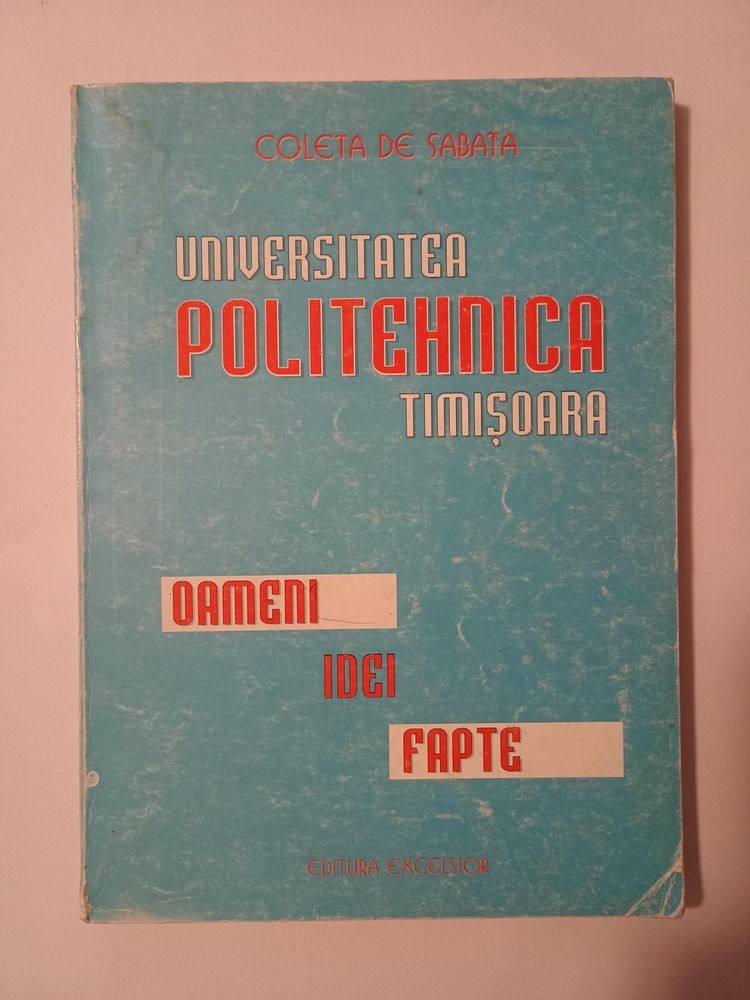 COLETA DE SABATA
UNIVERSITATEA
POLITEHNICA
TIMIȘOARA
OAMENI
IDEI
FAPTE
EDITURA EXCELSIOR